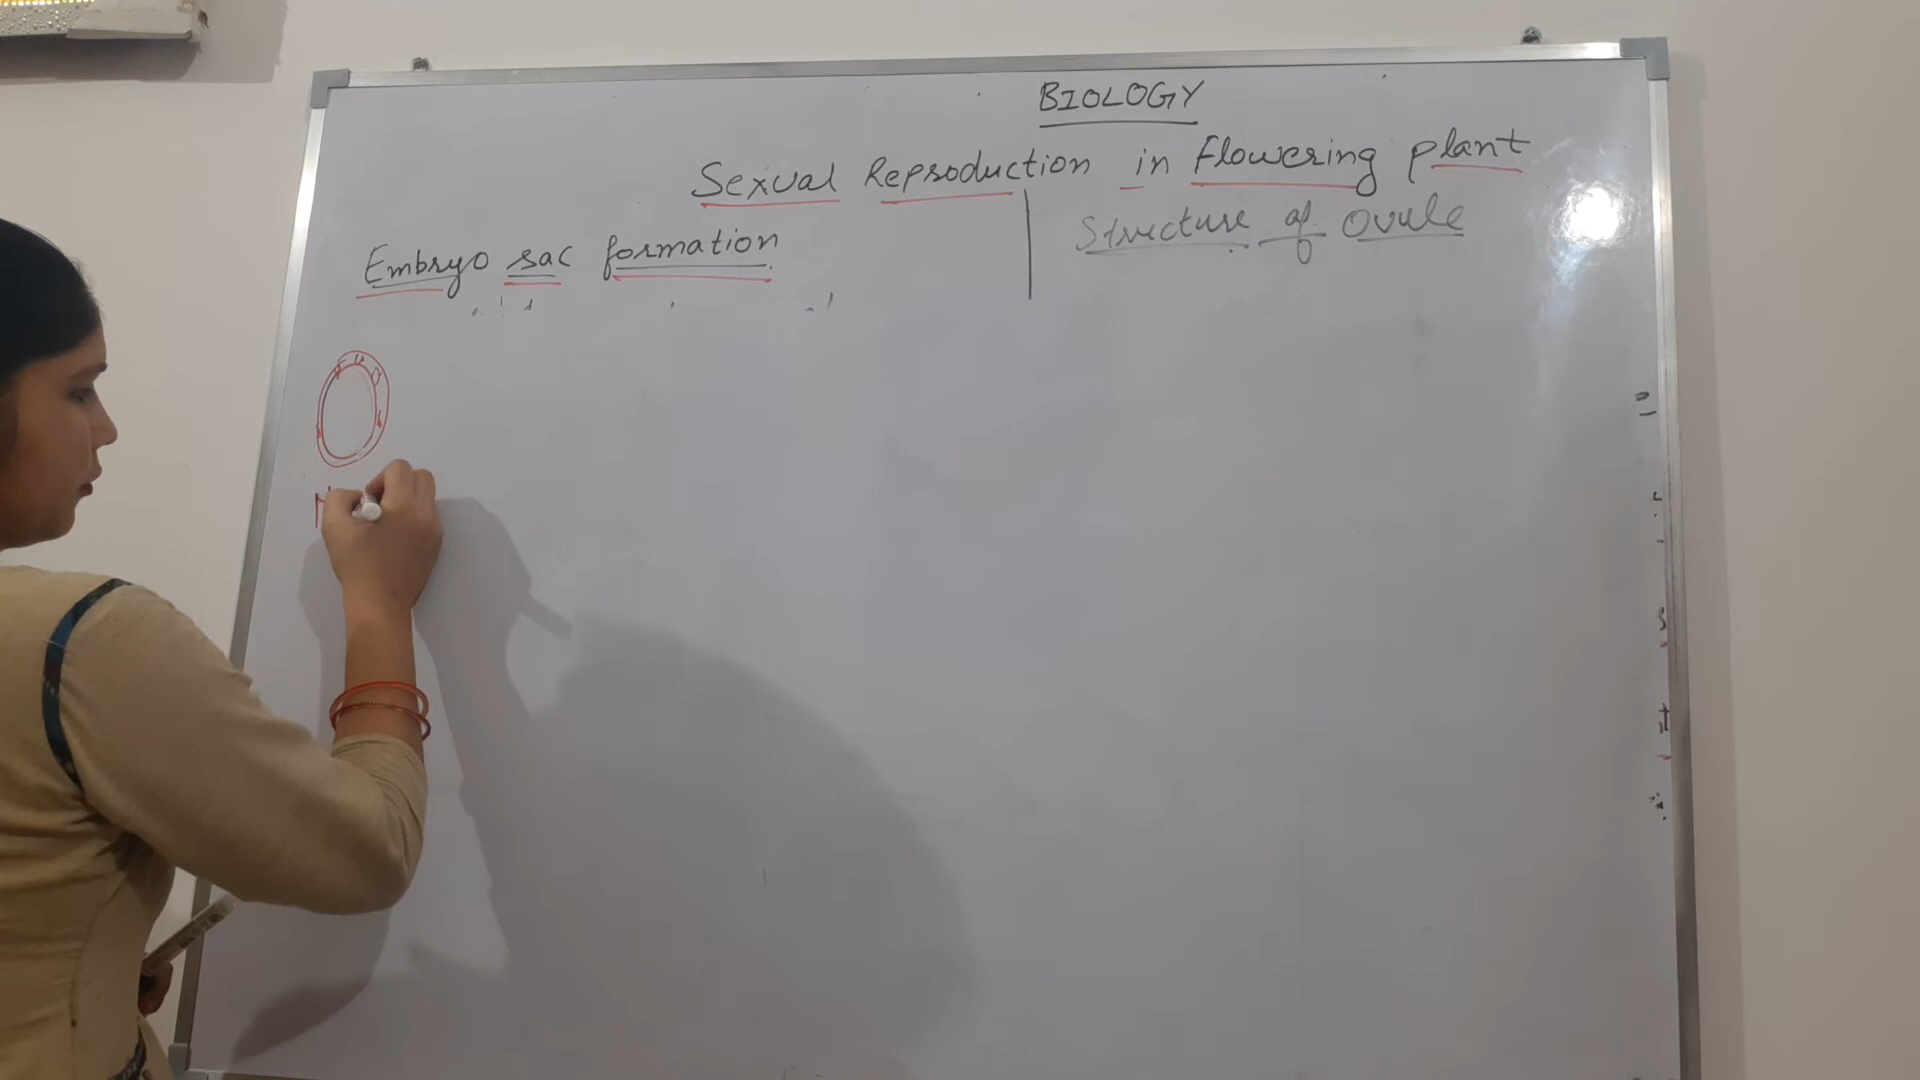 BIOLOGY
Sexual Reproduction in flowering plant
Embryo sac formation
Structure of Ovule